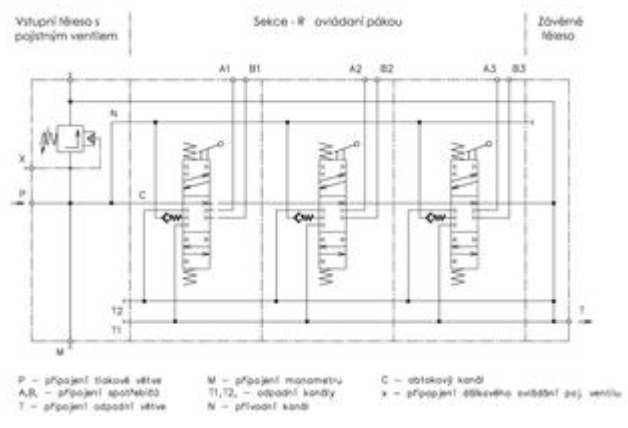 Vstupní těleso s
pojistným ventilem
Sekce - R ovládaní pákou
Závěrné
těleso
A1 B1 A2 B2 A3 B3
N
X
P
C
T2
T1
T
M
P - připojení tlakové větve
A,B, - připojení spotřebičů
T - připojení odpadní větve
M - připojení manometru
T1,T2, - odpadní kanály
N - přívodní kanál
C - obtokový kanál
x - připopjení dálkového ovládání poj. ventilu